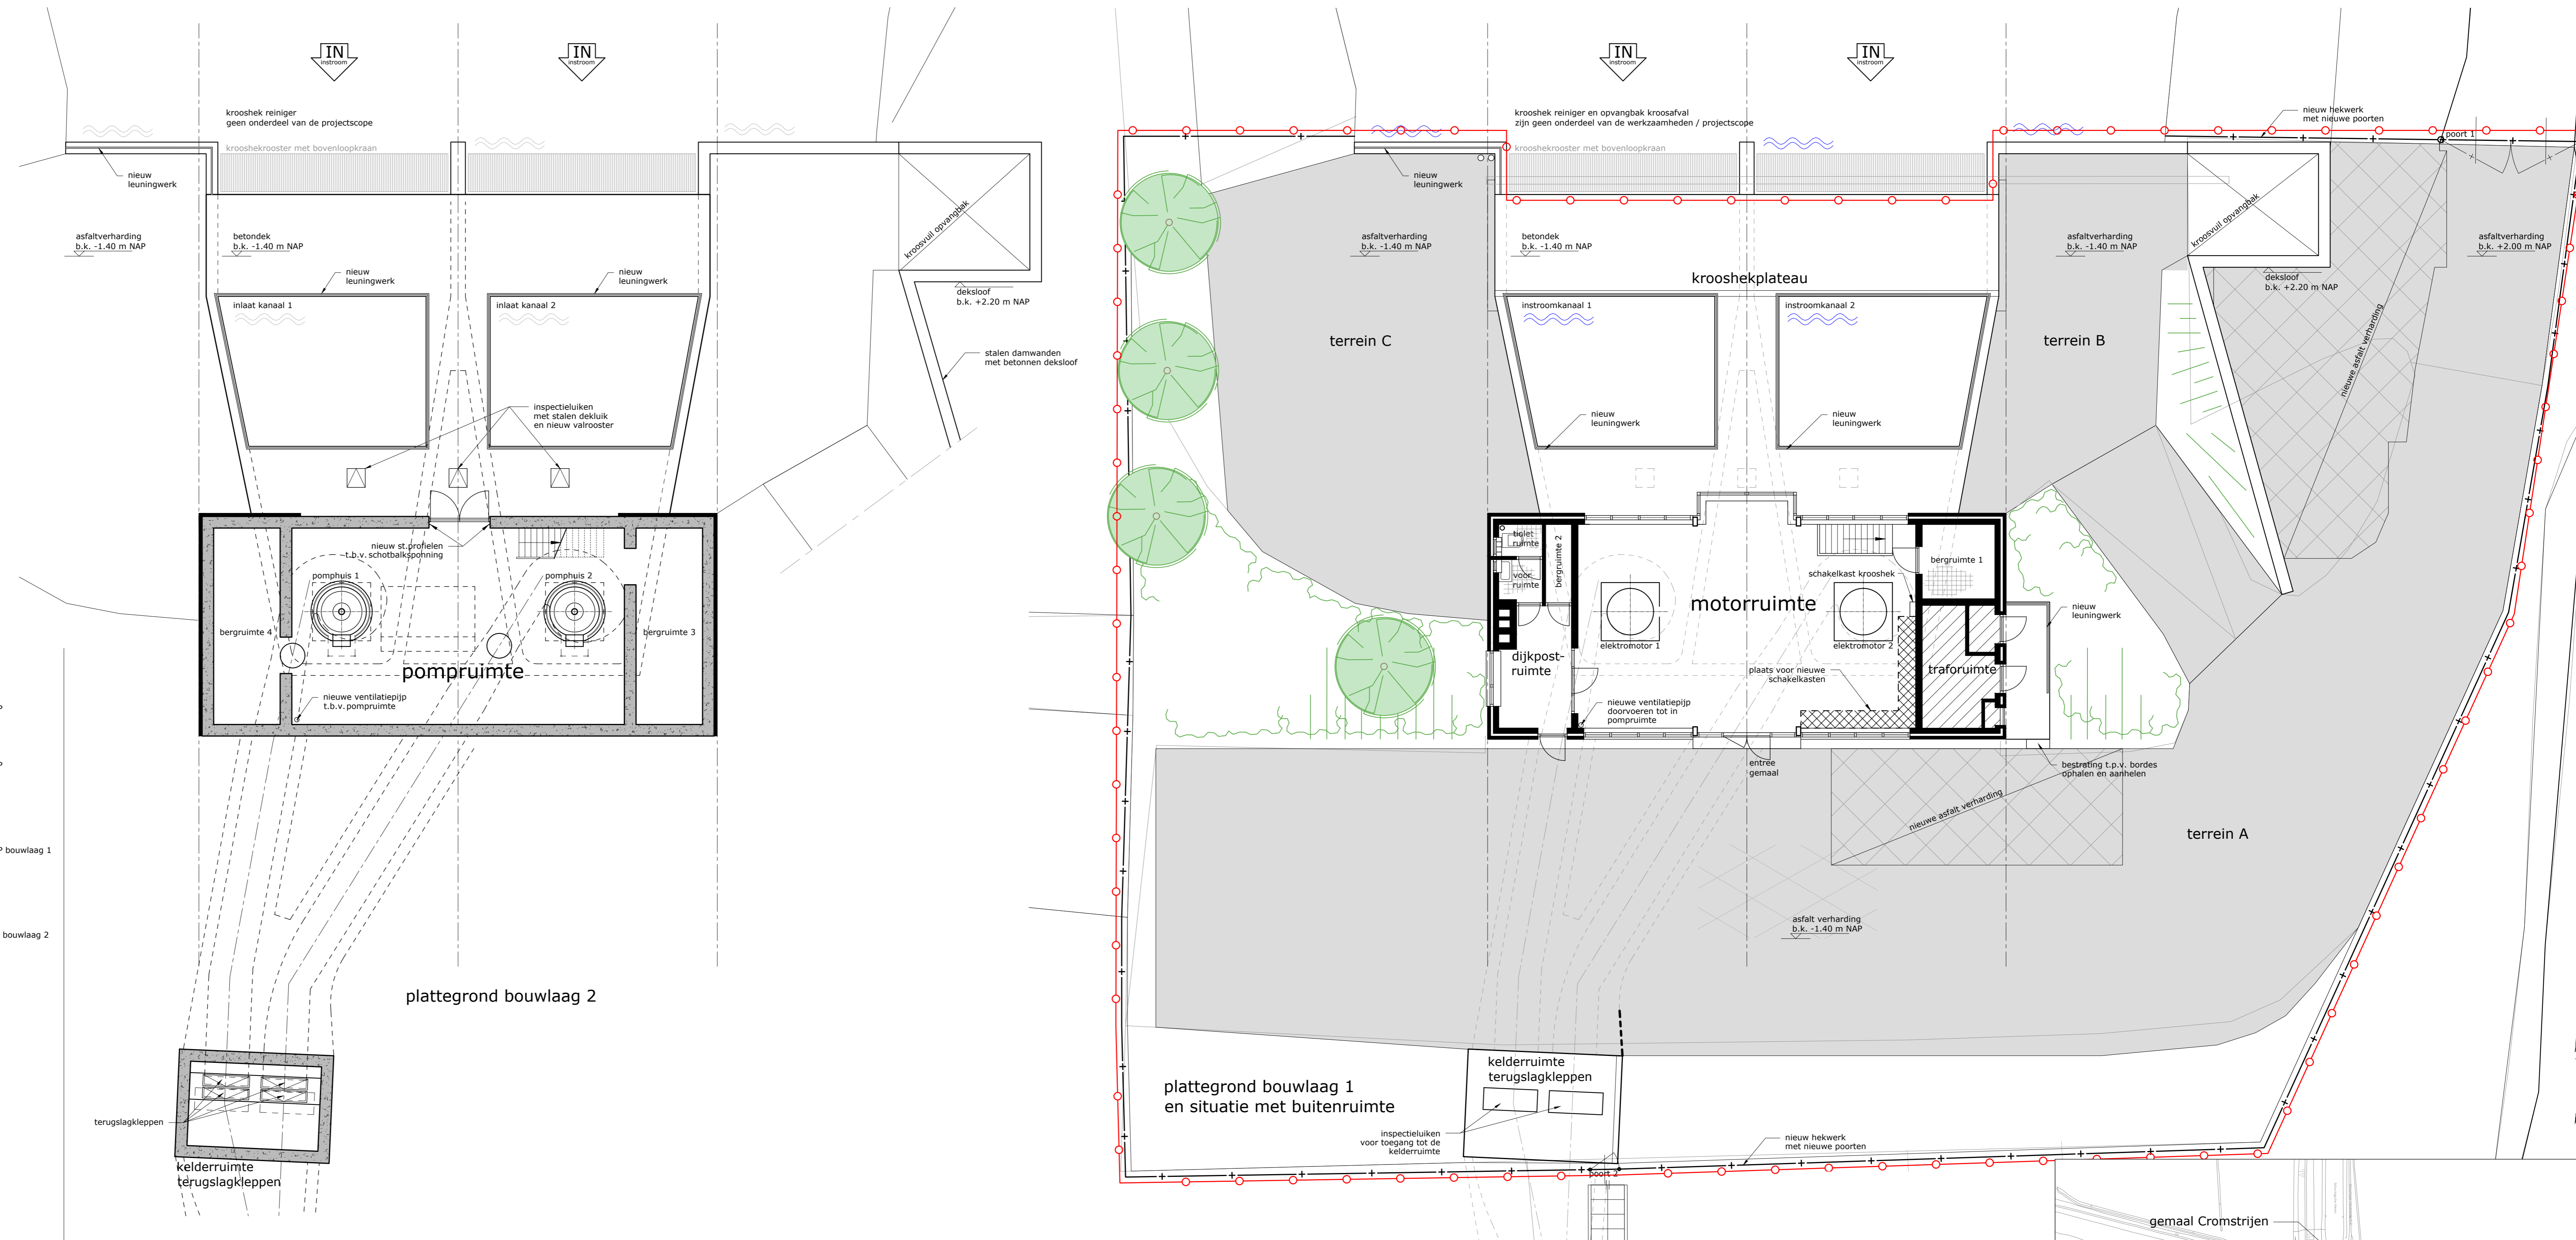 IN
instroom
IN
instroom
krooshek reiniger
geen onderdeel van de projectscope
krooshekrooster met bovenloopkraan
nieuw
leuningwerk
asfaltverharding
b.k. -1.40 m NAP
betondek
b.k. -1.40 m NAP
kroosvuil opvangbak
nieuw
leuningwerk
nieuw
leuningwerk
inlaat kanaal 1
inlaat kanaal 2
deksloof
b.k. +2.20 m NAP
stalen damwanden
met betonnen deksloof
inspectieluiken
met stalen dekluik
en nieuw valrooster
nieuw st.profielen
t.b.v. schotbalksponning
pomphuis 1
pomphuis 2
bergruimte 4
bergruimte 3
pompruimte
nieuwe ventilatiepijp
t.b.v. pompruimte
P
P
P bouwlaag 1
bouwlaag 2
plattegrond bouwlaag 2
terugslagkleppen
kelderruimte
terugslagkleppen
IN
instroom
IN
instroom
krooshek reiniger en opvangbak kroosafval
zijn geen onderdeel van de werkzaamheden / projectscope
krooshekrooster met bovenloopkraan
nieuw hekwerk
met nieuwe poorten
poort 1
nieuw
leuningwerk
asfaltverharding
b.k. -1.40 m NAP
betondek
b.k. -1.40 m NAP
asfaltverharding
b.k. -1.40 m NAP
kroosvuil opvangbak
asfaltverharding
b.k. +2.00 m NAP
krooshekplateau
deksloof
b.k. +2.20 m NAP
instroomkanaal 1
instroomkanaal 2
terrein C
terrein B
nieuwe asfalt verharding
nieuw
leuningwerk
nieuw
leuningwerk
tiolet
ruimte
voor
ruimte
bergruimte 2
bergruimte 1
schakelkast krooshek
motorruimte
nieuw
leuningwerk
elektromotor 1
elektromotor 2
dijkpost-
ruimte
traforuimte
plaats voor nieuwe
schakelkasten
nieuwe ventilatiepijp
doorvoeren tot in
pompruimte
entree
gemaal
bestrating t.p.v. bordes
ophalen en aanhelen
nieuwe asfalt verharding
terrein A
asfalt verharding
b.k. -1.40 m NAP
kelderruimte
terugslagkleppen
plattegrond bouwlaag 1
en situatie met buitenruimte
inspectieluiken
voor toegang tot de
kelderruimte
nieuw hekwerk
met nieuwe poorten
poort 2
gemaal Cromstrijen